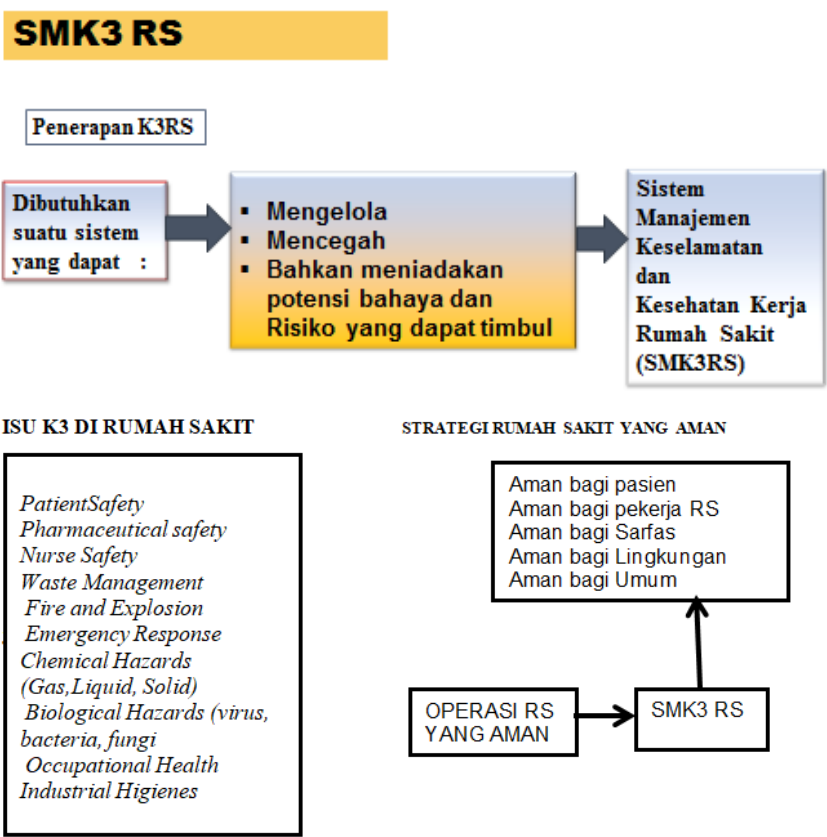 SMK3 RS
Penerapan K3RS
Dibutuhkan
suatu sistem
yang dapat :
▪ Mengelola
▪ Mencegah
▪ Bahkan meniadakan
potensi bahaya dan
Risiko yang dapat timbul
Sistem
Manajemen
Keselamatan
dan
Kesehatan Kerja
Rumah Sakit
(SMK3RS)
ISU K3 DI RUMAH SAKIT
PatientSafety
Pharmaceutical safety
Nurse Safety
Waste Management
Fire and Explosion
Emergency Response
Chemical Hazards
(Gas,Liquid, Solid)
Biological Hazards (virus,
bacteria, fungi
Occupational Health
Industrial Higienes
STRATEGI RUMAH SAKIT YANG AMAN
Aman bagi pasien
Aman bagi pekerja RS
Aman bagi Sarfas
Aman bagi Lingkungan
Aman bagi Umum
OPERASI RS
YANG AMAN
SMK3 RS